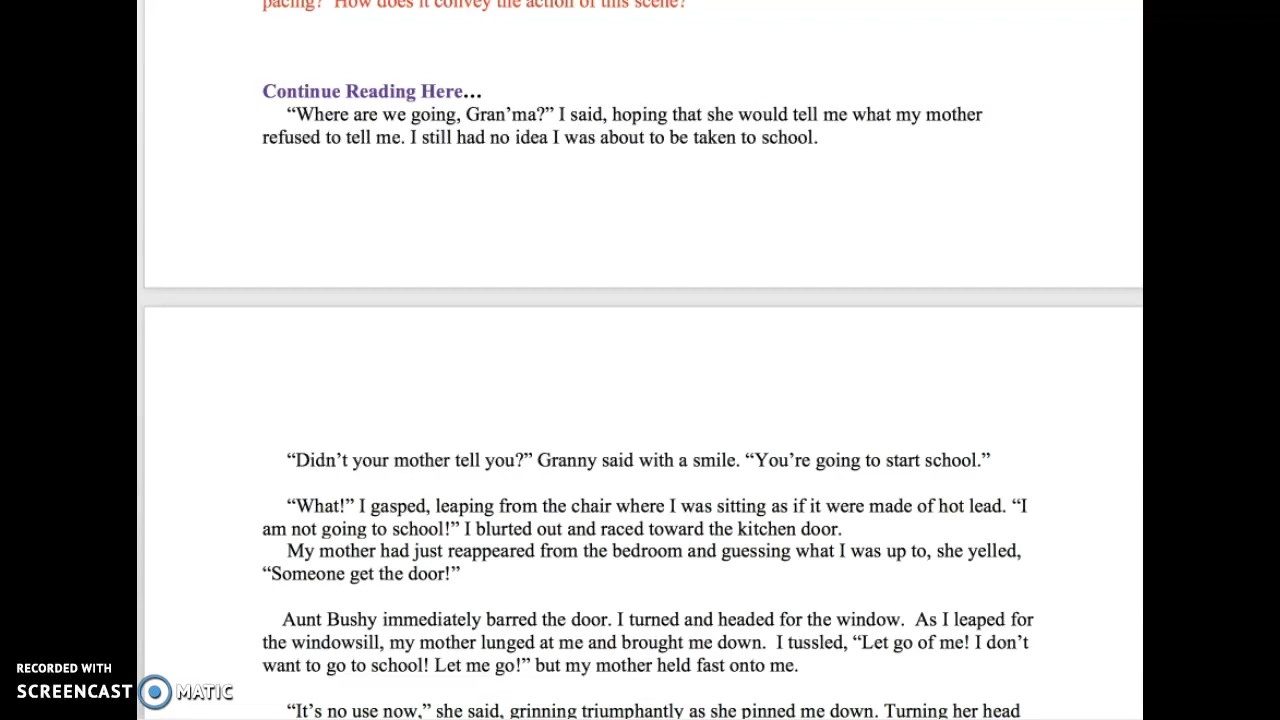 pacing?  How does it convey the action of this scene?
Continue Reading Here…
“Where are we going, Gran’ma?” I said, hoping that she would tell me what my mother
refused to tell me. I still had no idea I was about to be taken to school.
“Didn’t your mother tell you?” Granny said with a smile. “You’re going to start school.”
“What!” I gasped, leaping from the chair where I was sitting as if it were made of hot lead. “I
am not going to school!” I blurted out and raced toward the kitchen door.
My mother had just reappeared from the bedroom and guessing what I was up to, she yelled,
“Someone get the door!”
Aunt Bushy immediately barred the door. I turned and headed for the window.  As I leaped for
the windowsill, my mother lunged at me and brought me down.  I tussled, “Let go of me! I don’t
want to go to school! Let me go!” but my mother held fast onto me.
“It’s no use now,” she said, grinning triumphantly as she pinned me down. Turning her head
RECORDED WITH
SCREENCAST MATIC